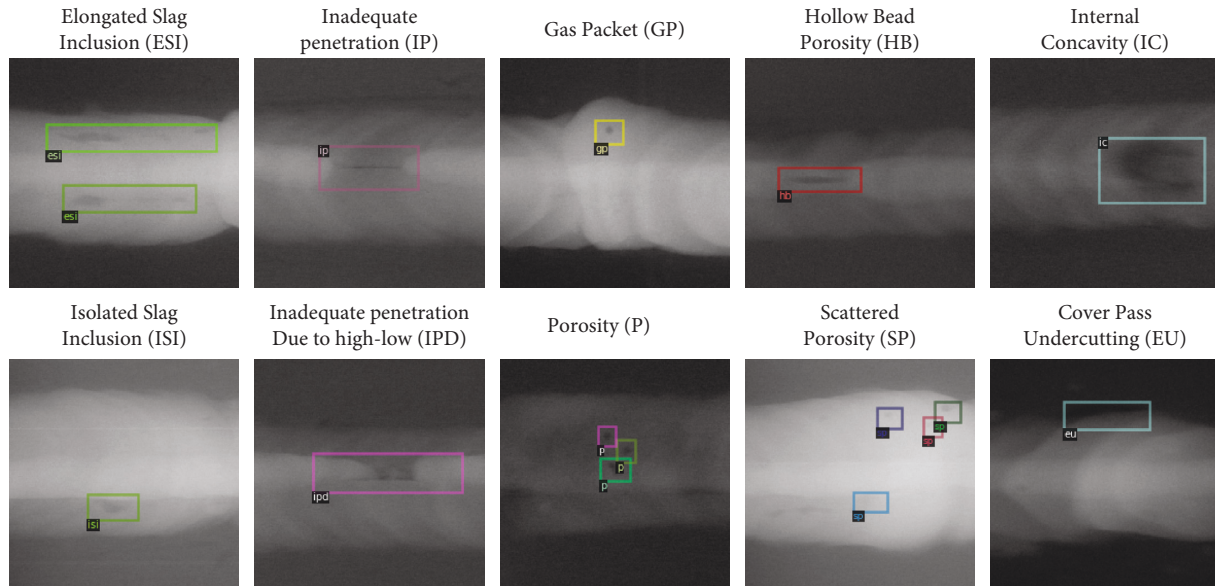 Elongated Slag
Inclusion (ESI)
Inadequate
penetration (IP)
Gas Packet (GP)
Hollow Bead
Porosity (HB)
Internal
Concavity (IC)
esi
esi
ip
gp
hb
ic
Isolated Slag
Inclusion (ISI)
Inadequate penetration
Due to high-low (IPD)
Porosity (P)
Scattered
Porosity (SP)
Cover Pass
Undercutting (EU)
isi
ipd
p
p
p
sp
sp
sp
eu